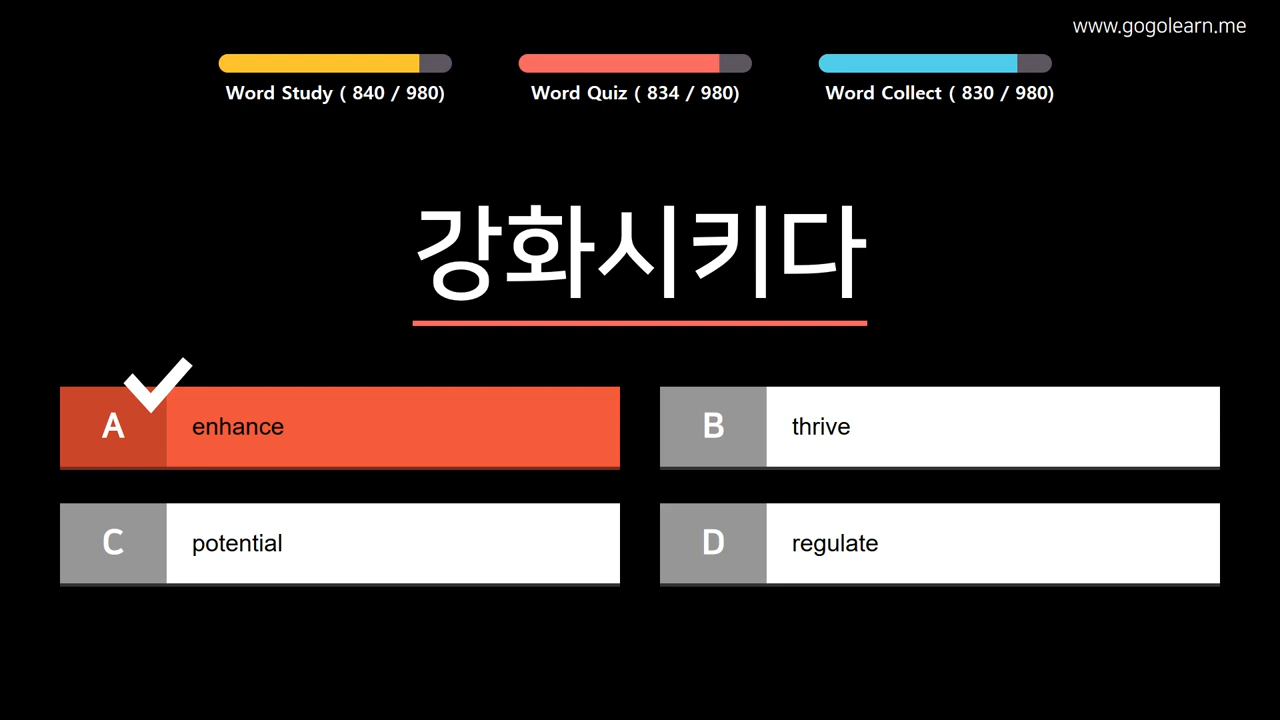 www.gogolearn.me
Word Study ( 840 / 980)
Word Quiz ( 834 / 980)
Word Collect ( 830 / 980)
강화시키다
A enhance
B thrive
C potential
D regulate